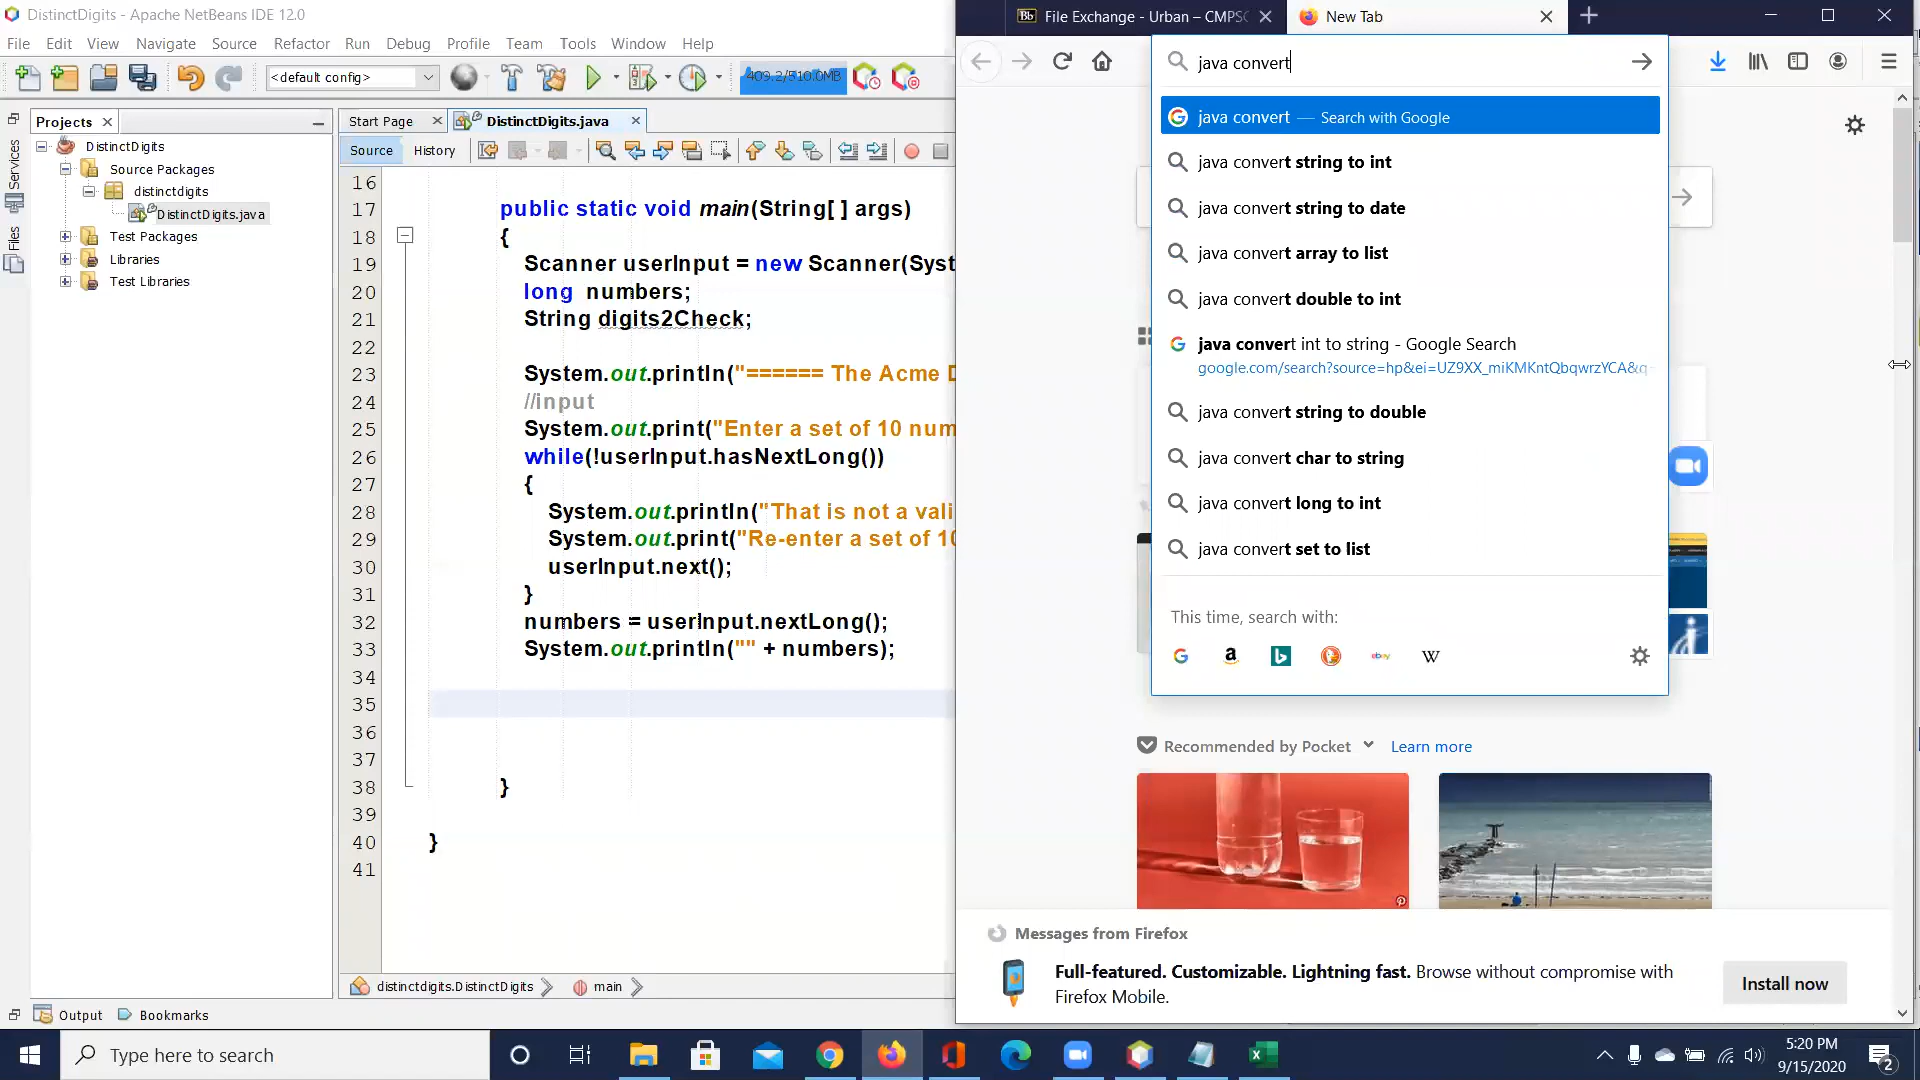 DistinctDigits - Apache NetBeans IDE 12.0
File Edit View Navigate Source Refactor Run Debug Profile Team Tools Window Help
<default config>
409.2/510.0MB
Projects
Services
Files
DistinctDigits
Source Packages
distinctdigits
DistinctDigits.java
Test Packages
Libraries
Test Libraries
Start Page
DistinctDigits.java
Source
History
16
17 public static void main(String[ ] args)
18 {
19 Scanner userInput = new Scanner(Syst
20 long numbers;
21 String digits2Check;
22
23 System.out.println("====== The Acme D
24 //input
25 System.out.print("Enter a set of 10 num
26 while(!userInput.hasNextLong())
27 {
28 System.out.println("That is not a vali
29 System.out.print("Re-enter a set of 10
30 userInput.next();
31 }
32 numbers = userInput.nextLong();
33 System.out.println("" + numbers);
34
35
36
37
38 }
39
40 }
41
distinctdigits.DistinctDigits
main
Output
Bookmarks
Bb File Exchange - Urban – CMPSC
New Tab
java convert
java convert — Search with Google
java convert string to int
java convert string to date
java convert array to list
java convert double to int
java convert int to string - Google Search
google.com/search?source=hp&ei=UZ9XX_miKMKntQbqwrzYCA&q
java convert string to double
java convert char to string
java convert long to int
java convert set to list
This time, search with:
G a b ebay W
Recommended by Pocket
Learn more
Messages from Firefox
Full-featured. Customizable. Lightning fast. Browse without compromise with
Firefox Mobile.
Install now
Type here to search
5:20 PM
9/15/2020
2